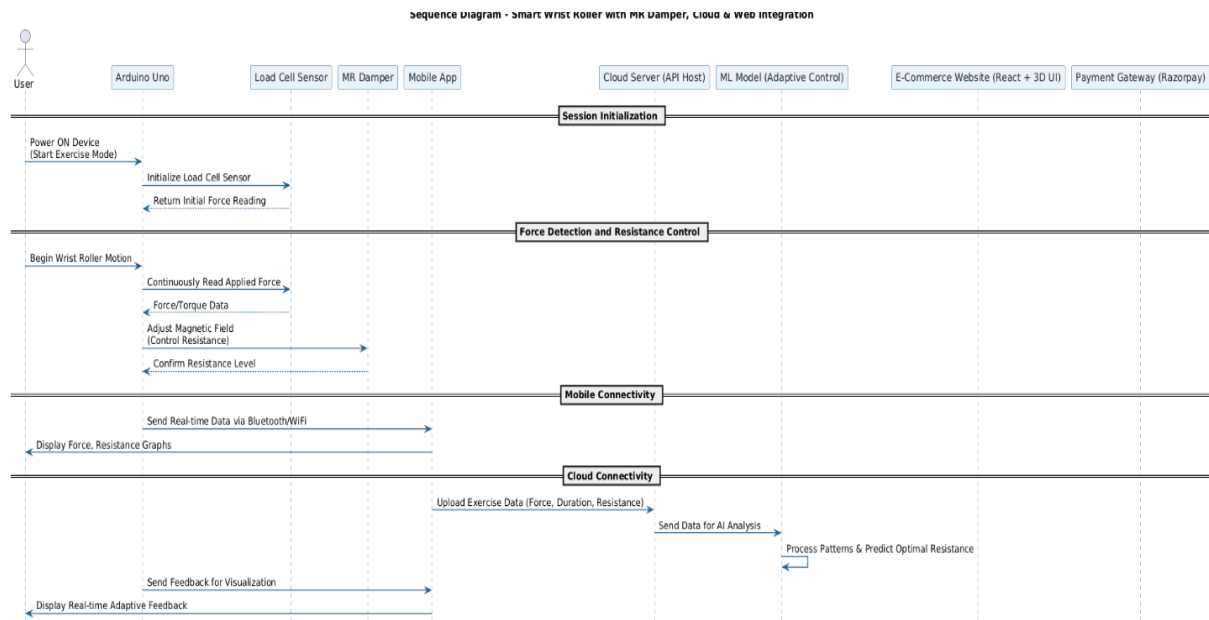 Sequence Diagram - Smart Wrist Roller with MR Damper, Cloud & Web Integration
User
Arduino Uno
Load Cell Sensor
MR Damper
Mobile App
Cloud Server (API Host)
ML Model (Adaptive Control)
E-Commerce Website (React + 3D UI)
Payment Gateway (Razorpay)
Session Initialization
Power ON Device
(Start Exercise Mode)
Initialize Load Cell Sensor
Return Initial Force Reading
Force Detection and Resistance Control
Begin Wrist Roller Motion
Continuously Read Applied Force
Force/Torque Data
Adjust Magnetic Field
(Control Resistance)
Confirm Resistance Level
Mobile Connectivity
Send Real-time Data via Bluetooth/WiFi
Display Force, Resistance Graphs
Cloud Connectivity
Upload Exercise Data (Force, Duration, Resistance)
Send Data for AI Analysis
Process Patterns & Predict Optimal Resistance
Send Feedback for Visualization
Display Real-time Adaptive Feedback